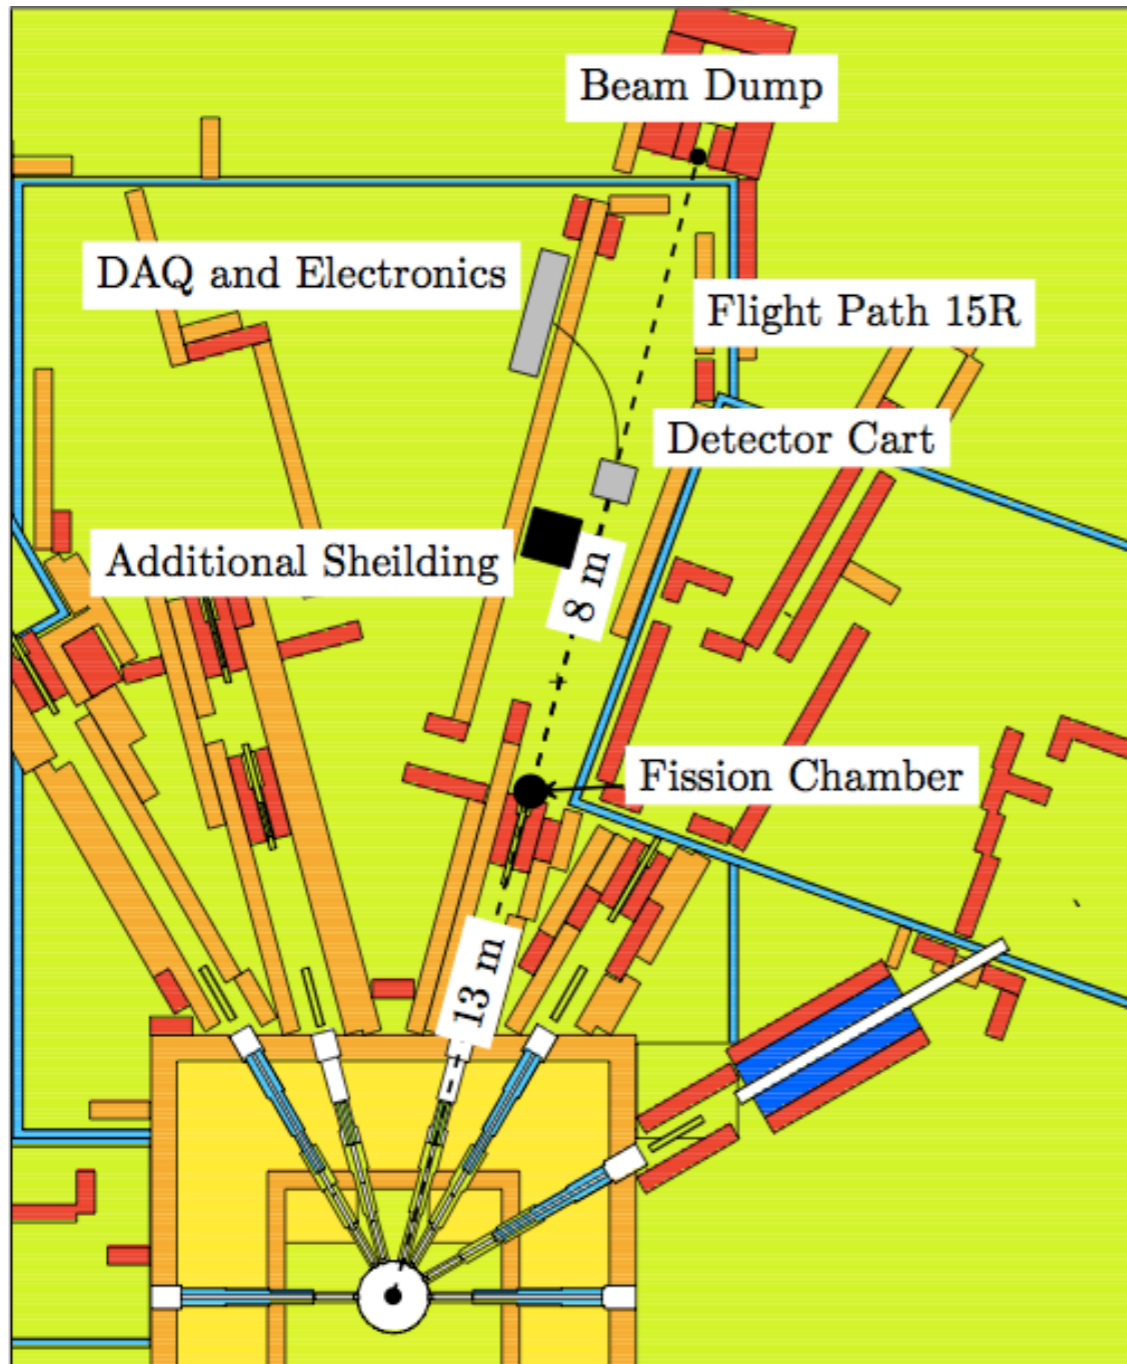 Beam Dump
DAQ and Electronics
Flight Path 15R
Detector Cart
Additional Sheilding
8 m
Fission Chamber
13 m